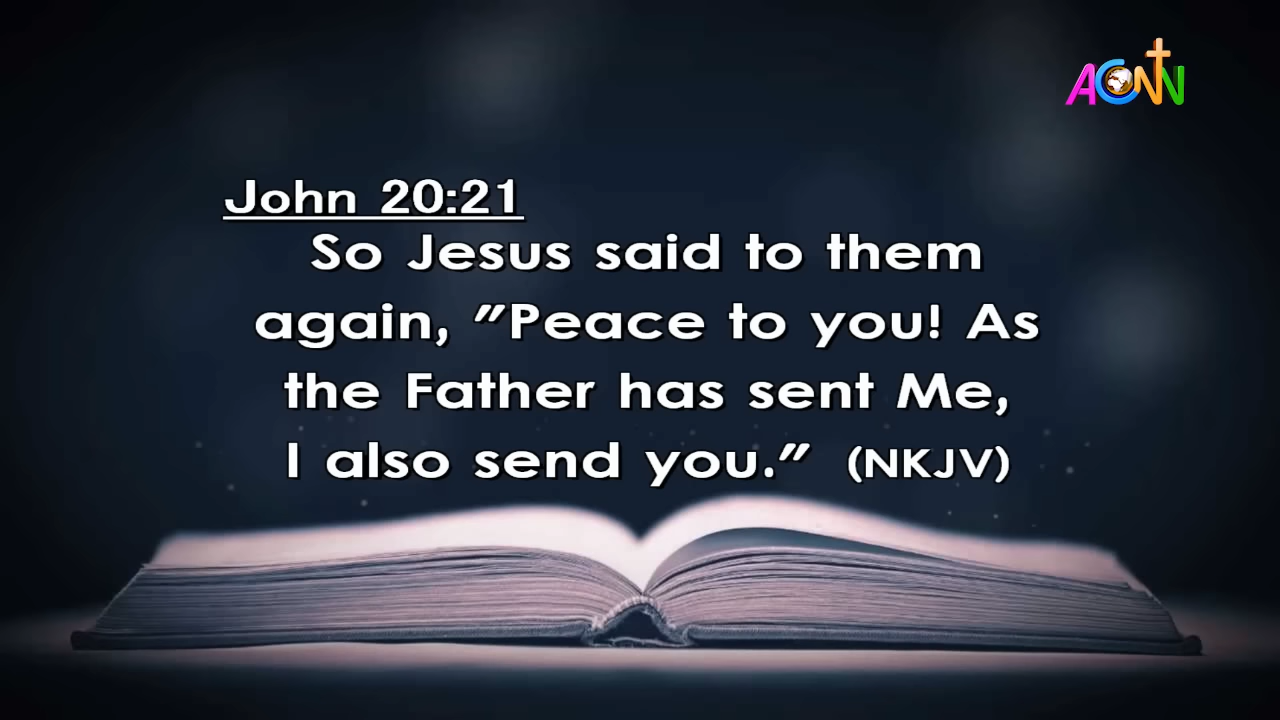 ACNN
John 20:21
So Jesus said to them
again, "Peace to you! As
the Father has sent Me,
I also send you." (NKJV)